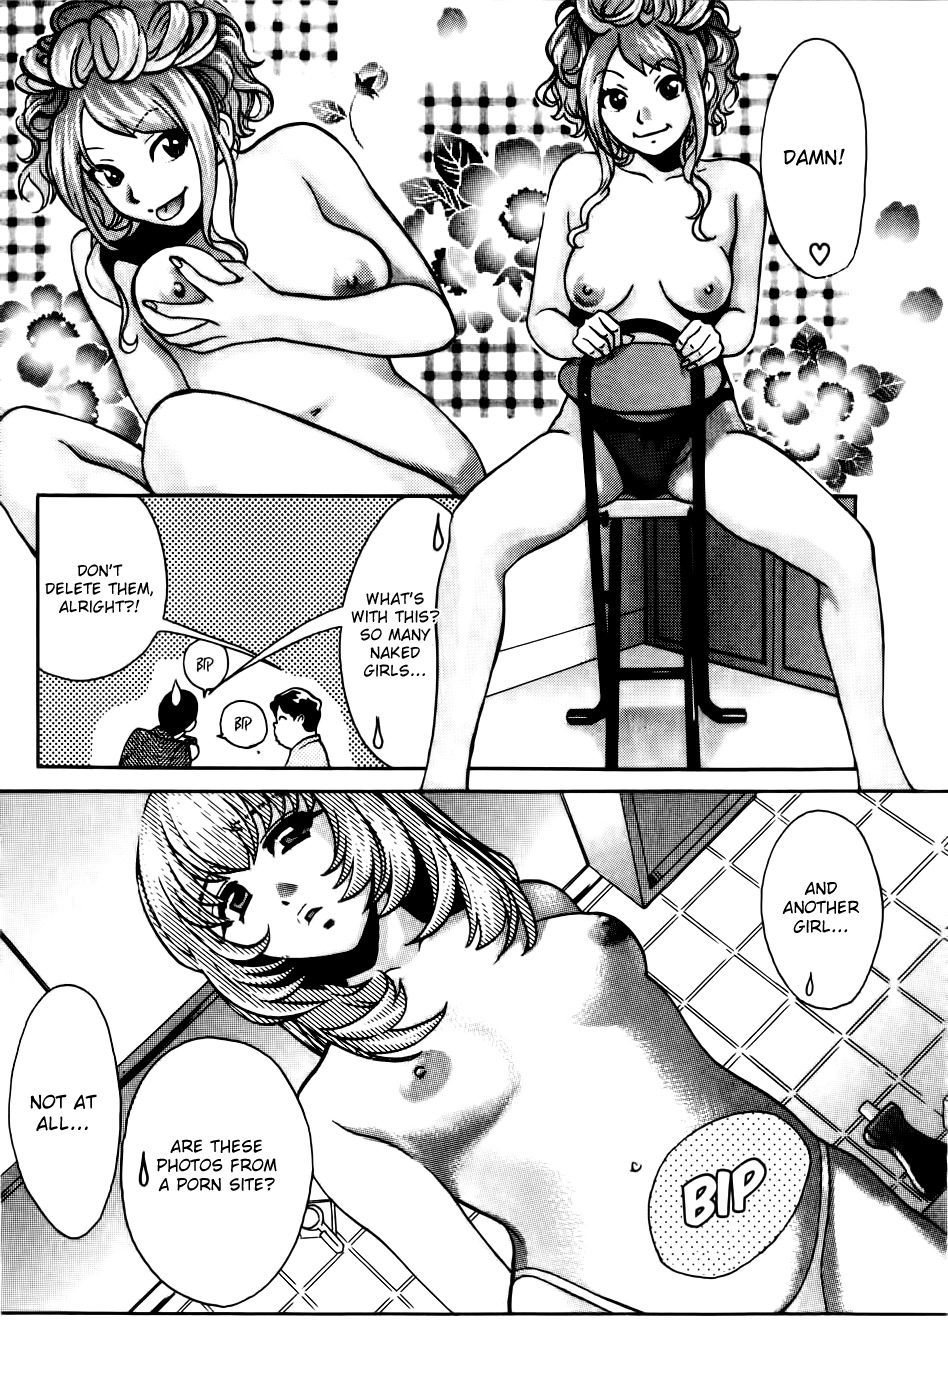 DAMN!
♡
DON'T
DELETE THEM,
ALRIGHT?!
WHAT'S
WITH THIS?
SO MANY
NAKED
GIRLS...
BIP
BIP
AND
ANOTHER
GIRL...
NOT AT
ALL...
ARE THESE
PHOTOS FROM
A PORN SITE?
BIP